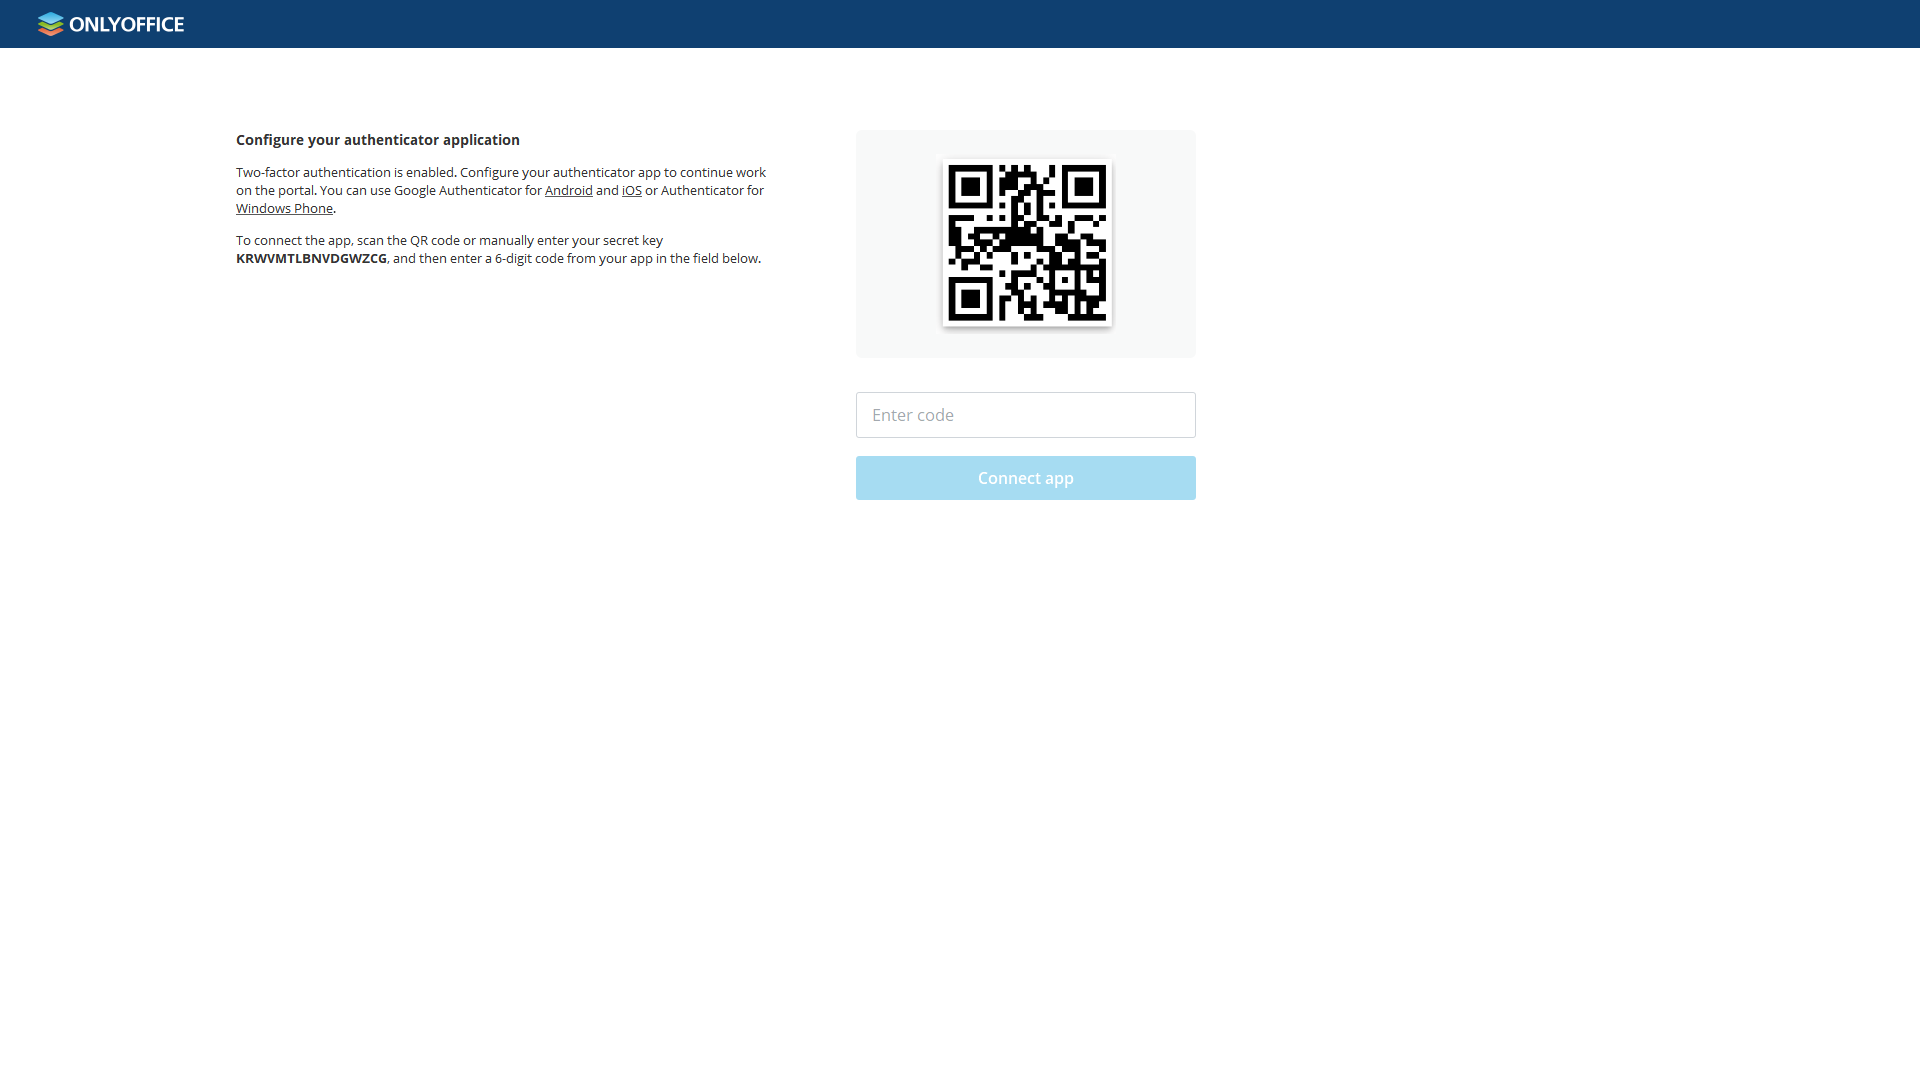 ONLYOFFICE
Configure your authenticator application
Two-factor authentication is enabled. Configure your authenticator app to continue work
on the portal. You can use Google Authenticator for Android and iOS or Authenticator for
Windows Phone.
To connect the app, scan the QR code or manually enter your secret key
KRWVMTLBNVDGWZCG, and then enter a 6-digit code from your app in the field below.
Enter code
Connect app